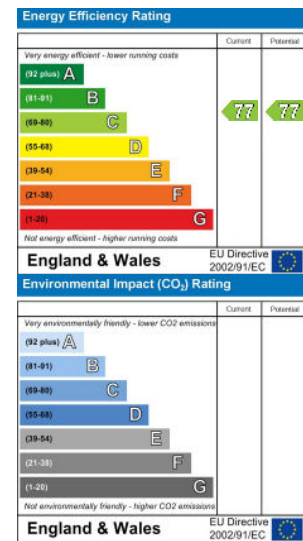 Energy Efficiency Rating
Current Potential
Very energy efficient - lower running costs
(92 plus) A
(81-91) B
(69-80) C
77 77
(55-68) D
(39-54) E
(21-38) F
(1-20) G
Not energy efficient - higher running costs
England & Wales
EU Directive
2002/91/EC
Environmental Impact (CO₂) Rating
Current Potential
Very environmentally friendly - lower CO2 emissions
(92 plus) A
(81-91) B
(69-80) C
(55-68) D
(39-54) E
(21-38) F
(1-20) G
Not environmentally friendly - higher CO2 emissions
England & Wales
EU Directive
2002/91/EC